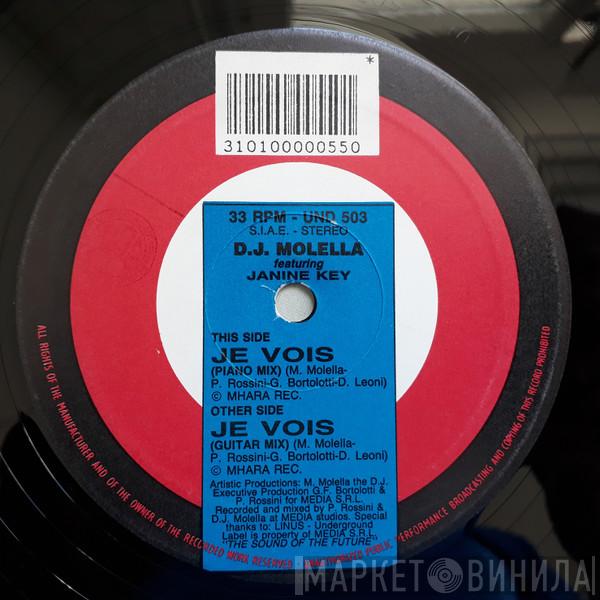 *
310100000550
33 RPM - UND 503
S.I.A.E. - STEREO
D.J. MOLELLA
featuring
JANINE KEY
THIS SIDE
JE VOIS
(PIANO MIX) (M. Molella-
P. Rossini-G. Bortolotti-D. Leoni)
© MHARA REC.
OTHER SIDE
JE VOIS
(GUITAR MIX) (M. Molella-
P. Rossini-G. Bortolotti-D. Leoni)
© MHARA REC.
Artistic Productions: M. Molella the D.J.
Executive Production G.F. Bortolotti &
P. Rossini for MEDIA S.R.L.
Recorded and mixed by P. Rossini &
D.J. Molella at MEDIA studios. Special
thanks to: LINUS - Underground
Label is property of MEDIA S.R.L.
"THE SOUND OF THE FUTURE"
ALL RIGHTS OF THE MANUFACTURER AND OF THE OWNER OF THE RECORDED WORK RESERVED - UNAUTHORIZED PUBLIC PERFORMANCE BROADCASTING AND COPYING OF THIS RECORD PROHIBITED
МАРКЕТ ВИНИЛА